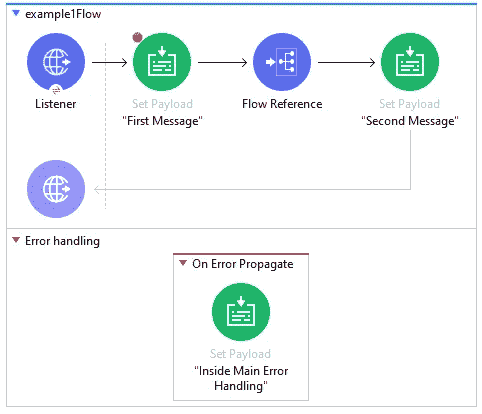 example1Flow
Listener
Set Payload
"First Message"
Flow Reference
Set Payload
"Second Message"
Error handling
On Error Propagate
Set Payload
"Inside Main Error
Handling"